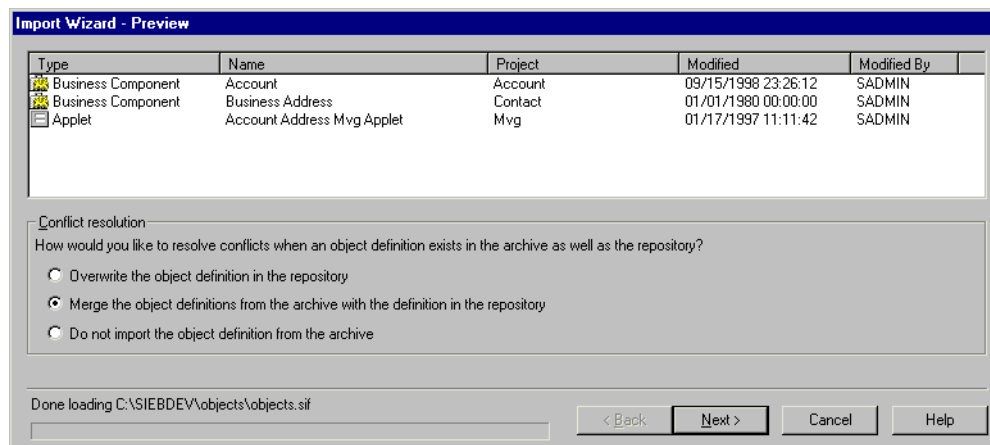 Import Wizard - Preview
Type Name Project Modified Modified By
Business Component Account Account 09/15/1998 23:26:12 SADMIN
Business Component Business Address Contact 01/01/1980 00:00:00 SADMIN
Applet Account Address Mvg Applet Mvg 01/17/1997 11:11:42 SADMIN
Conflict resolution
How would you like to resolve conflicts when an object definition exists in the archive as well as the repository?
Overwrite the object definition in the repository
Merge the object definitions from the archive with the definition in the repository
Do not import the object definition from the archive
Done loading C:\SIEBDEV\objects\objects.sif
< Back Next > Cancel Help